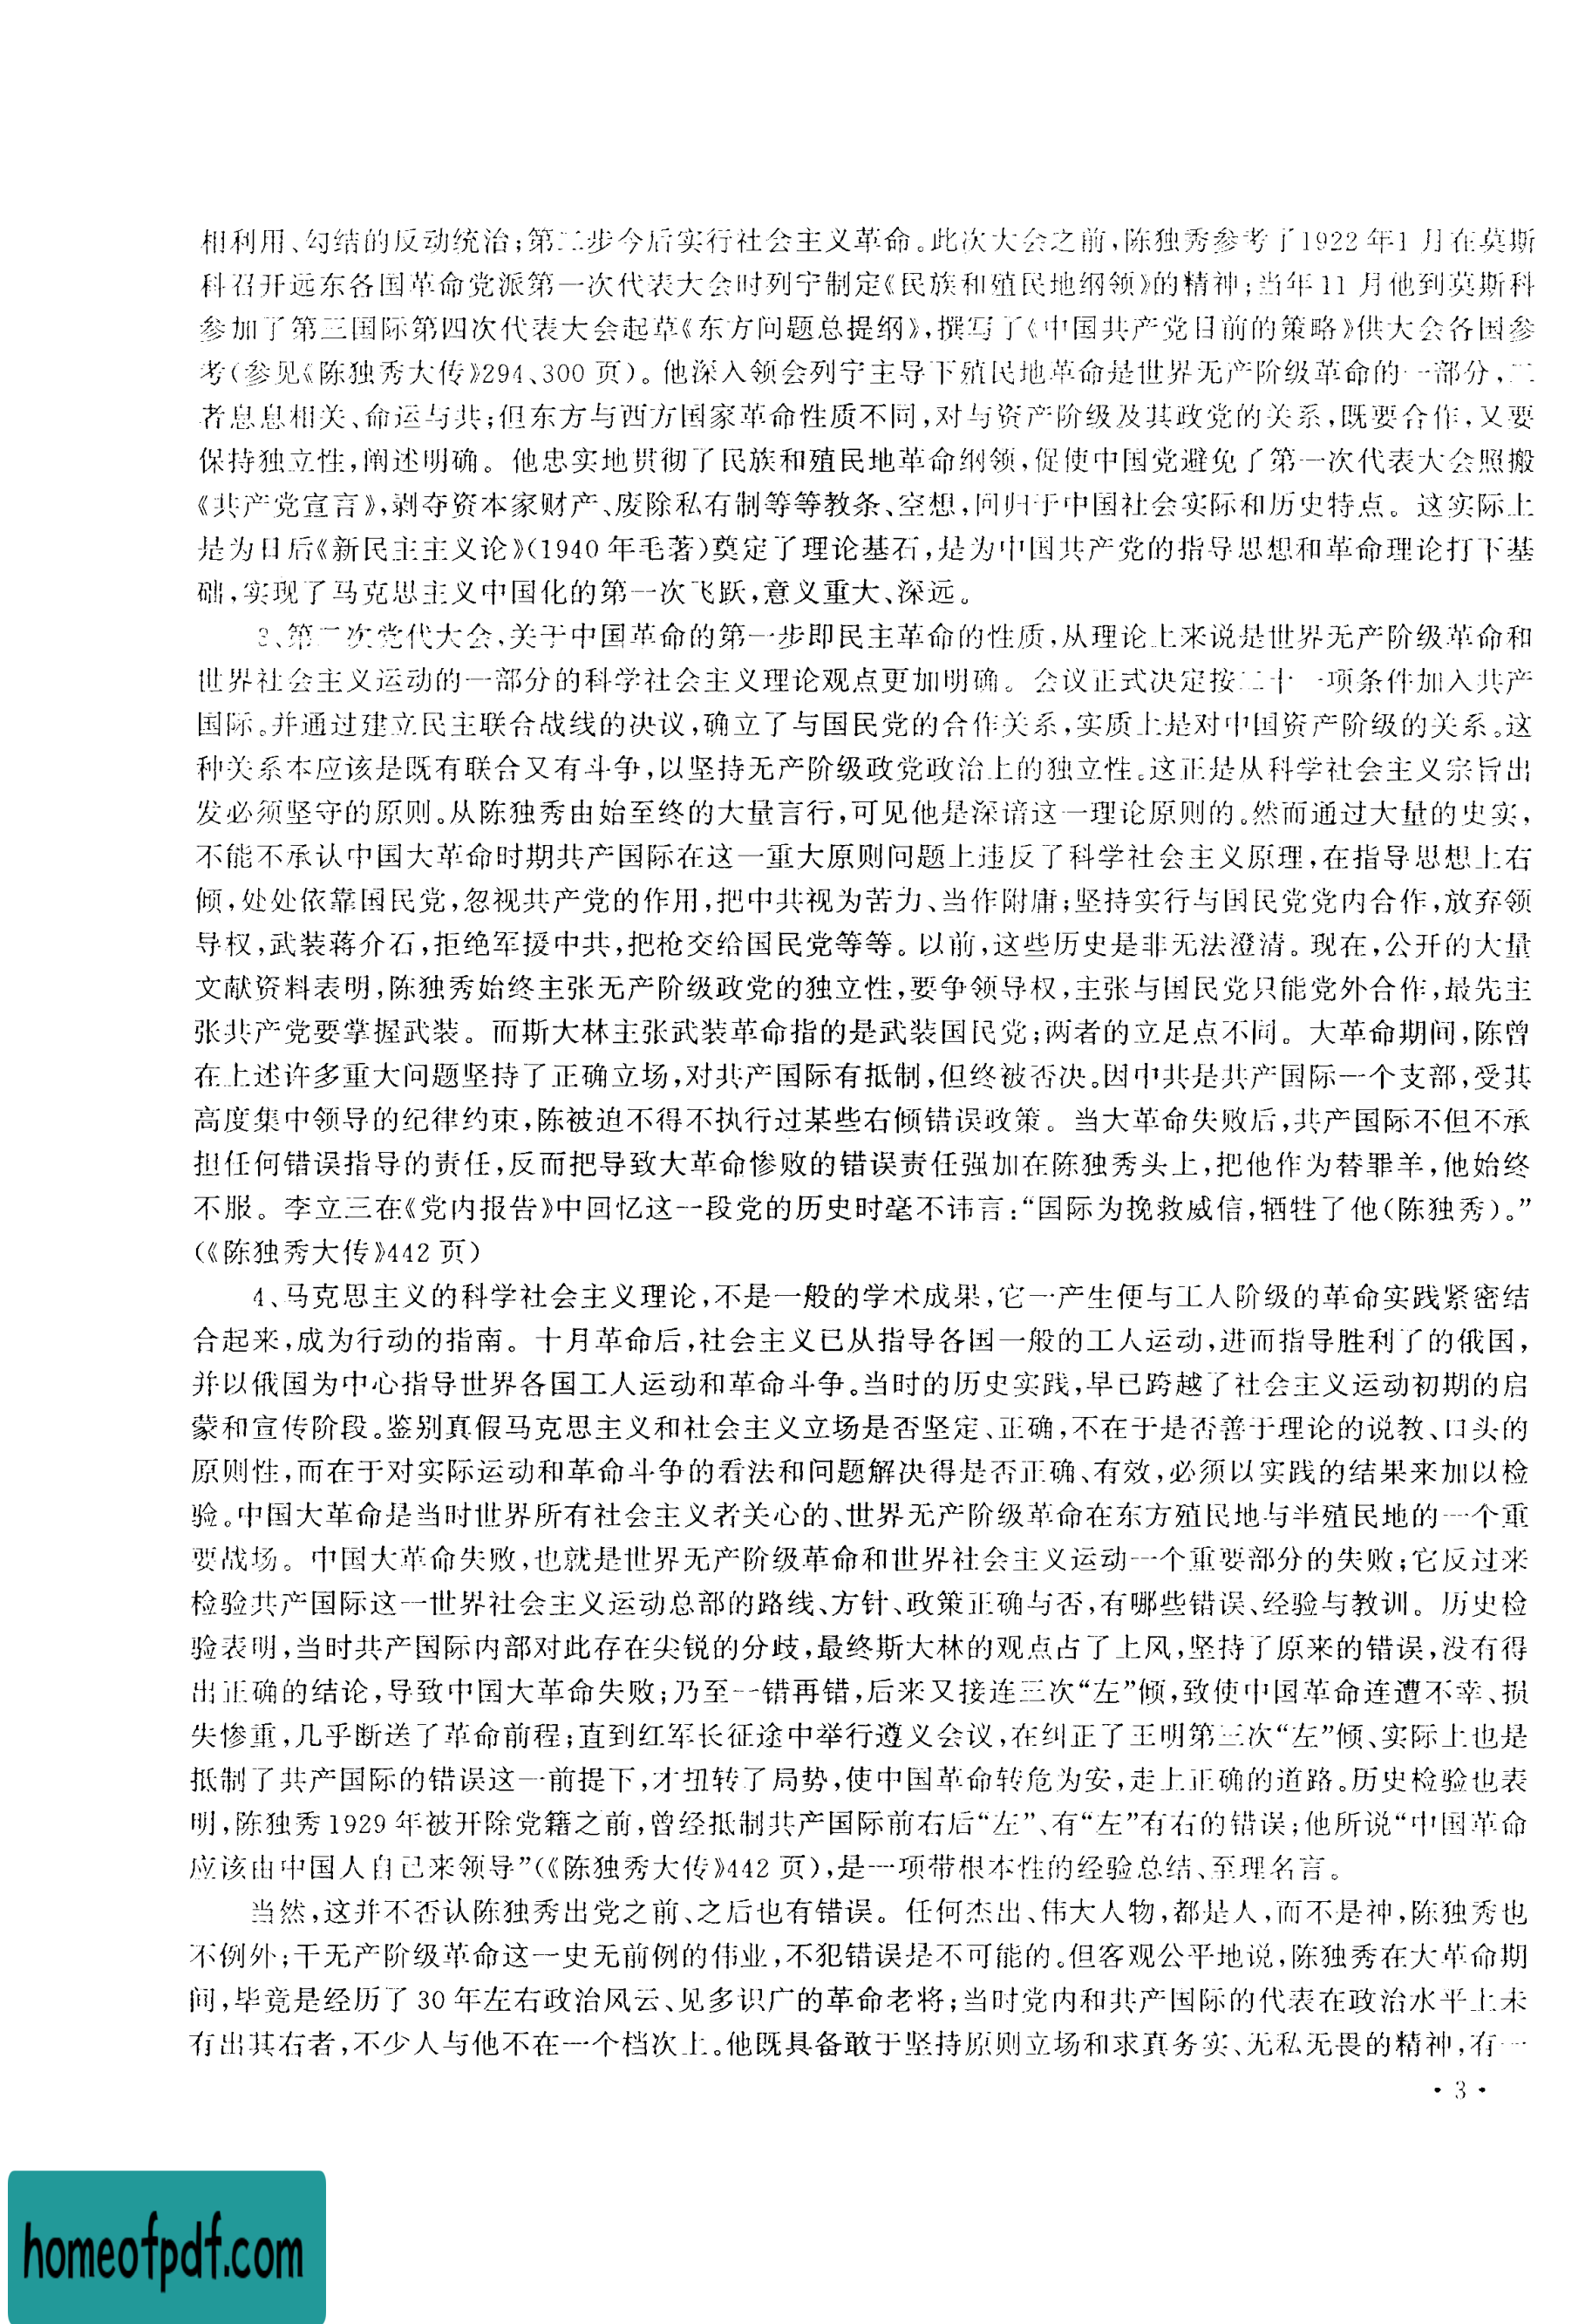 相利用、勾结的反动统治;第二步今后实行社会主义革命。此次大会之前,陈独秀参考了1922年1月在莫斯
科召开远东各国革命党派第一次代表大会时列宁制定《民族和殖民地纲领》的精神;当年11月他到莫斯科
参加了第三国际第四次代表大会起草《东方问题总提纲》,撰写了《中国共产党目前的策略》供大会各国参
考(参见《陈独秀大传》294、300页)。他深入领会列宁主导下殖民地革命是世界无产阶级革命的一部分,二
者息息相关、命运与共;但东方与西方国家革命性质不同,对与资产阶级及其政党的关系,既要合作,又要
保持独立性,阐述明确。他忠实地贯彻了民族和殖民地革命纲领,促使中国党避免了第一次代表大会照搬
《共产党宣言》,剥夺资本家财产、废除私有制等等教条、空想,回归于中国社会实际和历史特点。这实际上
是为日后《新民主主义论》(1940年毛著)奠定了理论基石,是为中国共产党的指导思想和革命理论打下基
础,实现了马克思主义中国化的第一次飞跃,意义重大、深远。
3、第二次党代大会,关于中国革命的第一步即民主革命的性质,从理论上来说是世界无产阶级革命和
世界社会主义运动的一部分的科学社会主义理论观点更加明确。会议正式决定按二十一项条件加入共产
国际。并通过建立民主联合战线的决议,确立了与国民党的合作关系,实质上是对中国资产阶级的关系。这
种关系本应该是既有联合又有斗争,以坚持无产阶级政党政治上的独立性。这正是从科学社会主义宗旨出
发必须坚守的原则。从陈独秀由始至终的大量言行,可见他是深谙这一理论原则的。然而通过大量的史实,
不能不承认中国大革命时期共产国际在这一重大原则问题上违反了科学社会主义原理,在指导思想上右
倾,处处依靠国民党,忽视共产党的作用,把中共视为苦力、当作附庸;坚持实行与国民党党内合作,放弃领
导权,武装蒋介石,拒绝军援中共,把枪交给国民党等等。以前,这些历史是非无法澄清。现在,公开的大量
文献资料表明,陈独秀始终主张无产阶级政党的独立性,要争领导权,主张与国民党只能党外合作,最先主
张共产党要掌握武装。而斯大林主张武装革命指的是武装国民党;两者的立足点不同。大革命期间,陈曾
在上述许多重大问题坚持了正确立场,对共产国际有抵制,但终被否决。因中共是共产国际一个支部,受其
高度集中领导的纪律约束,陈被迫不得不执行过某些右倾错误政策。当大革命失败后,共产国际不但不承
担任何错误指导的责任,反而把导致大革命惨败的错误责任强加在陈独秀头上,把他作为替罪羊,他始终
不服。李立三在《党内报告》中回忆这一段党的历史时毫不讳言:“国际为挽救威信,牺牲了他(陈独秀)。”
(《陈独秀大传》442页)
4、马克思主义的科学社会主义理论,不是一般的学术成果,它一产生便与工人阶级的革命实践紧密结
合起来,成为行动的指南。十月革命后,社会主义已从指导各国一般的工人运动,进而指导胜利了的俄国,
并以俄国为中心指导世界各国工人运动和革命斗争。当时的历史实践,早已跨越了社会主义运动初期的启
蒙和宣传阶段。鉴别真假马克思主义和社会主义立场是否坚定、正确,不在于是否善于理论的说教、口头的
原则性,而在于对实际运动和革命斗争的看法和问题解决得是否正确、有效,必须以实践的结果来加以检
验。中国大革命是当时世界所有社会主义者关心的、世界无产阶级革命在东方殖民地与半殖民地的一个重
要战场。中国大革命失败,也就是世界无产阶级革命和世界社会主义运动一个重要部分的失败;它反过来
检验共产国际这一世界社会主义运动总部的路线、方针、政策正确与否,有哪些错误、经验与教训。历史检
验表明,当时共产国际内部对此存在尖锐的分歧,最终斯大林的观点占了上风,坚持了原来的错误,没有得
出正确的结论,导致中国大革命失败;乃至一错再错,后来又接连三次“左”倾,致使中国革命连遭不幸、损
失惨重,几乎断送了革命前程;直到红军长征途中举行遵义会议,在纠正了王明第三次“左”倾、实际上也是
抵制了共产国际的错误这一前提下,才扭转了局势,使中国革命转危为安,走上正确的道路。历史检验也表
明,陈独秀1929年被开除党籍之前,曾经抵制共产国际前右后“左”、有“左”有右的错误;他所说“中国革命
应该由中国人自己来领导”(《陈独秀大传》442页),是一项带根本性的经验总结、至理名言。
当然,这并不否认陈独秀出党之前、之后也有错误。任何杰出、伟大人物,都是人,而不是神,陈独秀也
不例外;干无产阶级革命这一史无前例的伟业,不犯错误是不可能的。但客观公平地说,陈独秀在大革命期
间,毕竟是经历了30年左右政治风云、见多识广的革命老将;当时党内和共产国际的代表在政治水平上未
有出其右者,不少人与他不在一个档次上。他既具备敢于坚持原则立场和求真务实、无私无畏的精神,有一
·3·
homeofpdf.com